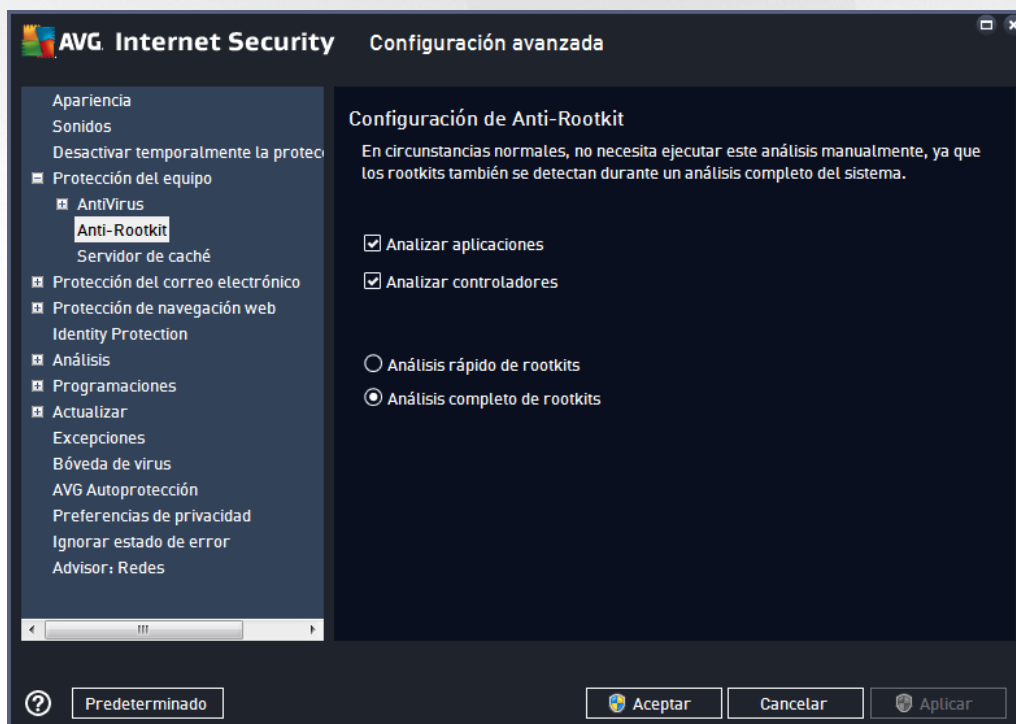 AVG. Internet Security Configuración avanzada
Apariencia
Sonidos
Desactivar temporalmente la protec
Protección del equipo
AntiVirus
Anti-Rootkit
Servidor de caché
Protección del correo electrónico
Protección de navegación web
Identity Protection
Análisis
Programaciones
Actualizar
Excepciones
Bóveda de virus
AVG Autoprotección
Preferencias de privacidad
Ignorar estado de error
Advisor: Redes
Configuración de Anti-Rootkit
En circunstancias normales, no necesita ejecutar este análisis manualmente, ya que
los rootkits también se detectan durante un análisis completo del sistema.
Analizar aplicaciones
Analizar controladores
Análisis rápido de rootkits
Análisis completo de rootkits
Predeterminado
Aceptar
Cancelar
Aplicar